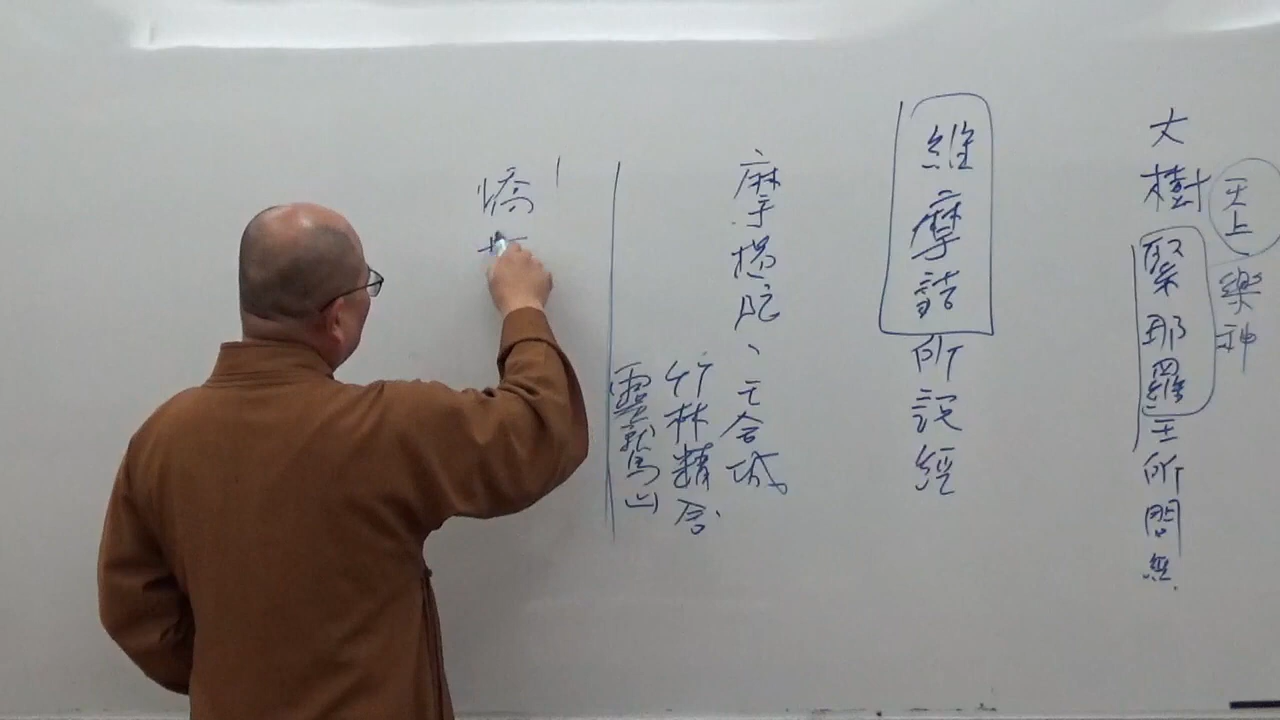 天上
樂神
大樹緊那羅王所問經
維摩詰所說經
摩揭陀、王舍城
竹林精舍
靈鷲山
憍